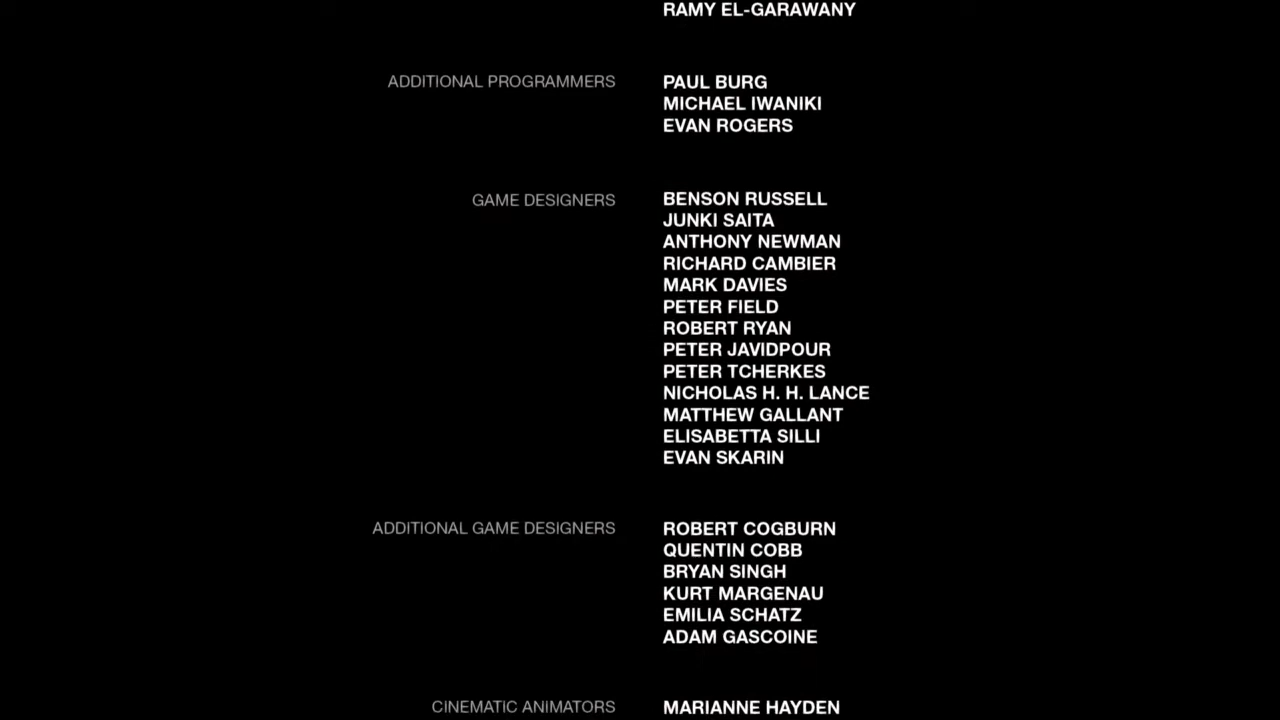 RAMY EL-GARAWANY
ADDITIONAL PROGRAMMERS PAUL BURG
MICHAEL IWANIKI
EVAN ROGERS
GAME DESIGNERS BENSON RUSSELL
JUNKI SAITA
ANTHONY NEWMAN
RICHARD CAMBIER
MARK DAVIES
PETER FIELD
ROBERT RYAN
PETER JAVIDPOUR
PETER TCHERKES
NICHOLAS H. H. LANCE
MATTHEW GALLANT
ELISABETTA SILLI
EVAN SKARIN
ADDITIONAL GAME DESIGNERS ROBERT COGBURN
QUENTIN COBB
BRYAN SINGH
KURT MARGENAU
EMILIA SCHATZ
ADAM GASCOINE
CINEMATIC ANIMATORS MARIANNE HAYDEN